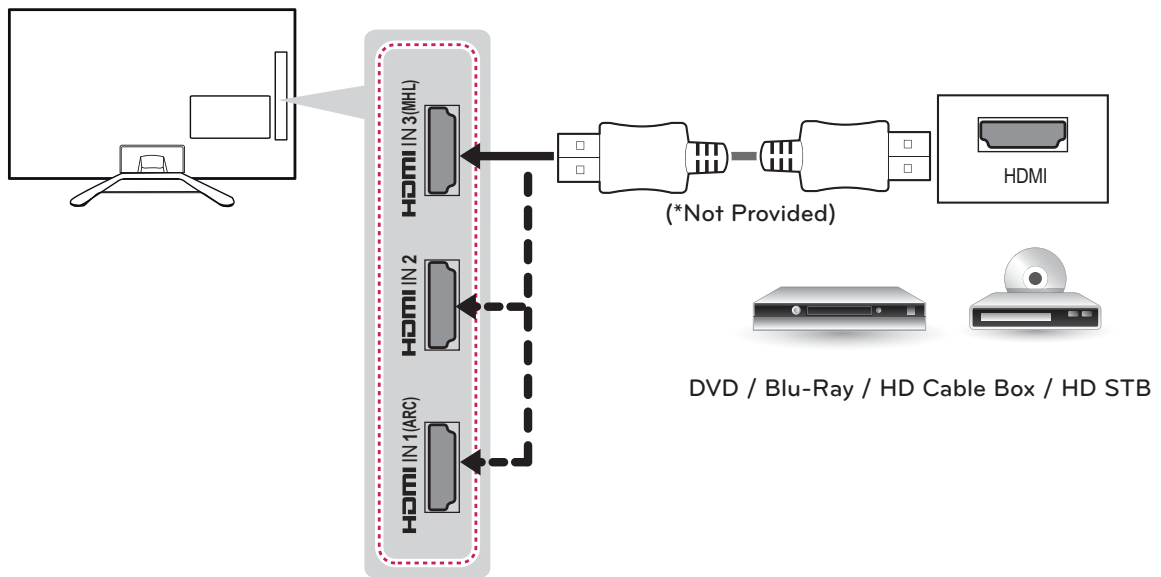 HDMI IN 3(MHL)
HDMI IN 2
HDMI IN 1(ARC)
(*Not Provided)
HDMI
DVD / Blu-Ray / HD Cable Box / HD STB